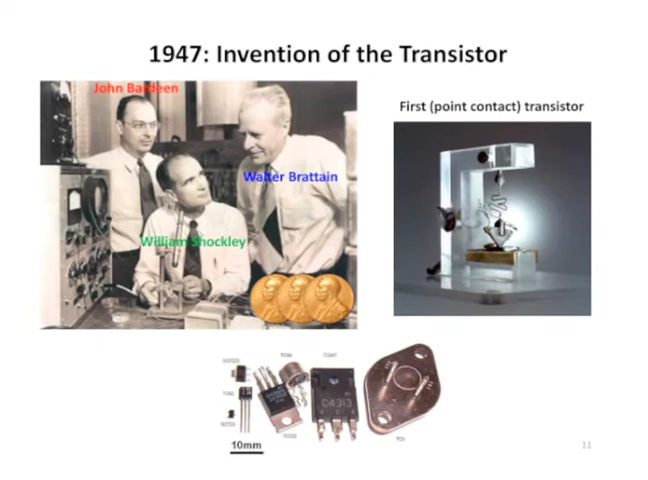 1947: Invention of the Transistor
John Bardeen
First (point contact) transistor
Walter Brattain
William Shockley
C4313
10mm
11